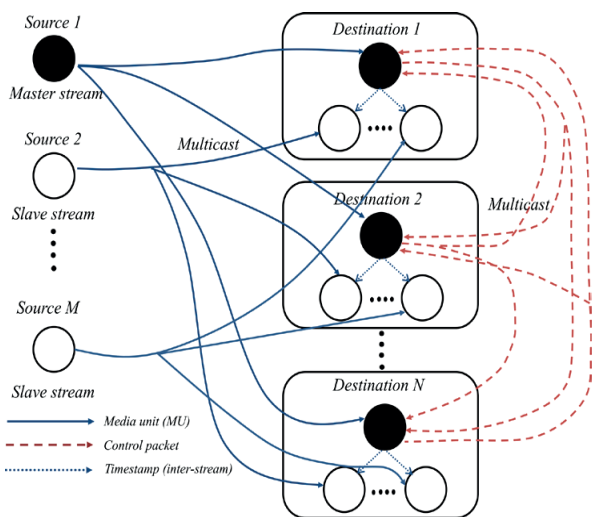 Source 1
Master stream
Source 2
Slave stream
Source M
Slave stream
Multicast
Destination 1
Destination 2
Multicast
Destination N
Media unit (MU)
Control packet
Timestamp (inter-stream)